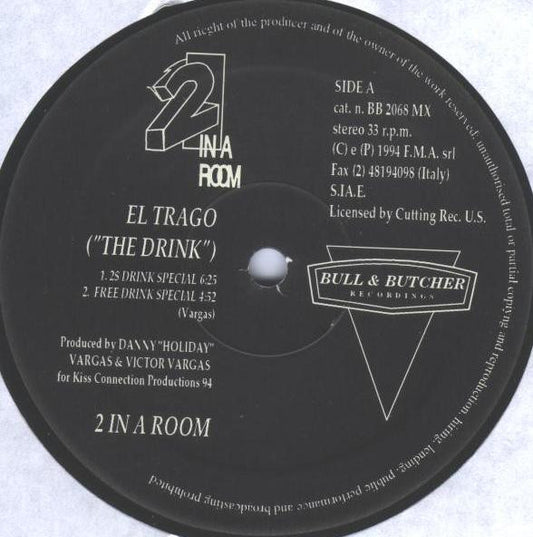 All rieght of the producer and of the owner of the work reserved; unauthorised total or partial copiyng and reproduction, hiring, lending, public performance and broadcasting prohibited
2
IN A
ROOM
SIDE A
cat. n. BB 2068 MX
stereo 33 r.p.m.
(C) e (P) 1994 F.M.A. srl
Fax (2) 48194098 (Italy)
S.I.A.E.
Licensed by Cutting Rec. U.S.
EL TRAGO
("THE DRINK")
1. 2S DRINK SPECIAL 6:25
2. FREE DRINK SPECIAL 4:52
(Vargas)
BULL & BUTCHER
RECORDINGS
Produced by DANNY "HOLIDAY"
VARGAS & VICTOR VARGAS
for Kiss Connection Productions 94
2 IN A ROOM